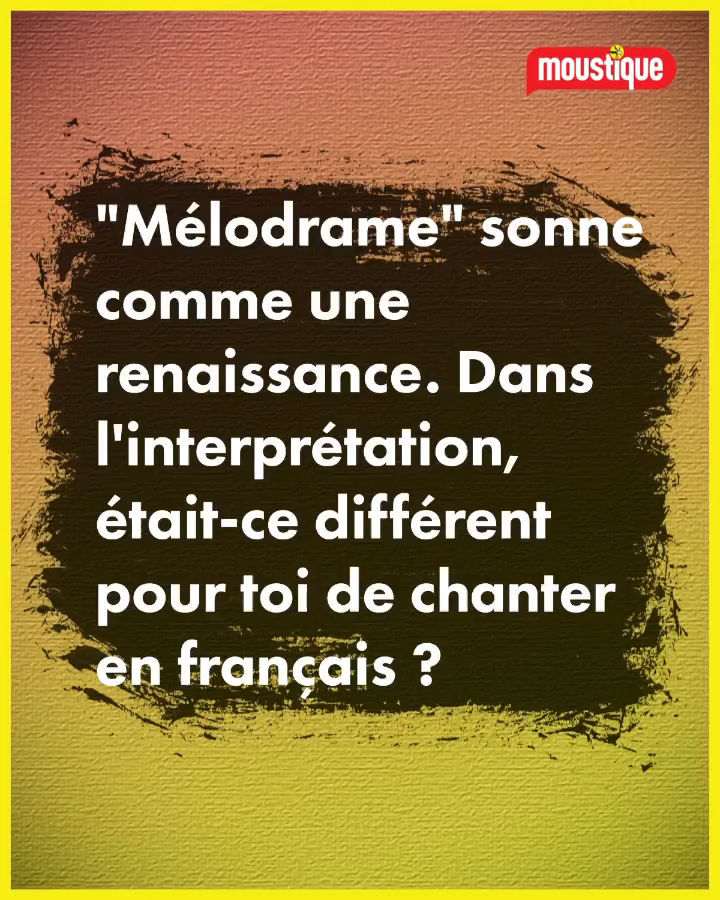 moustique
"Mélodrame" sonne
comme une
renaissance. Dans
l'interprétation,
était-ce différent
pour toi de chanter
en français ?